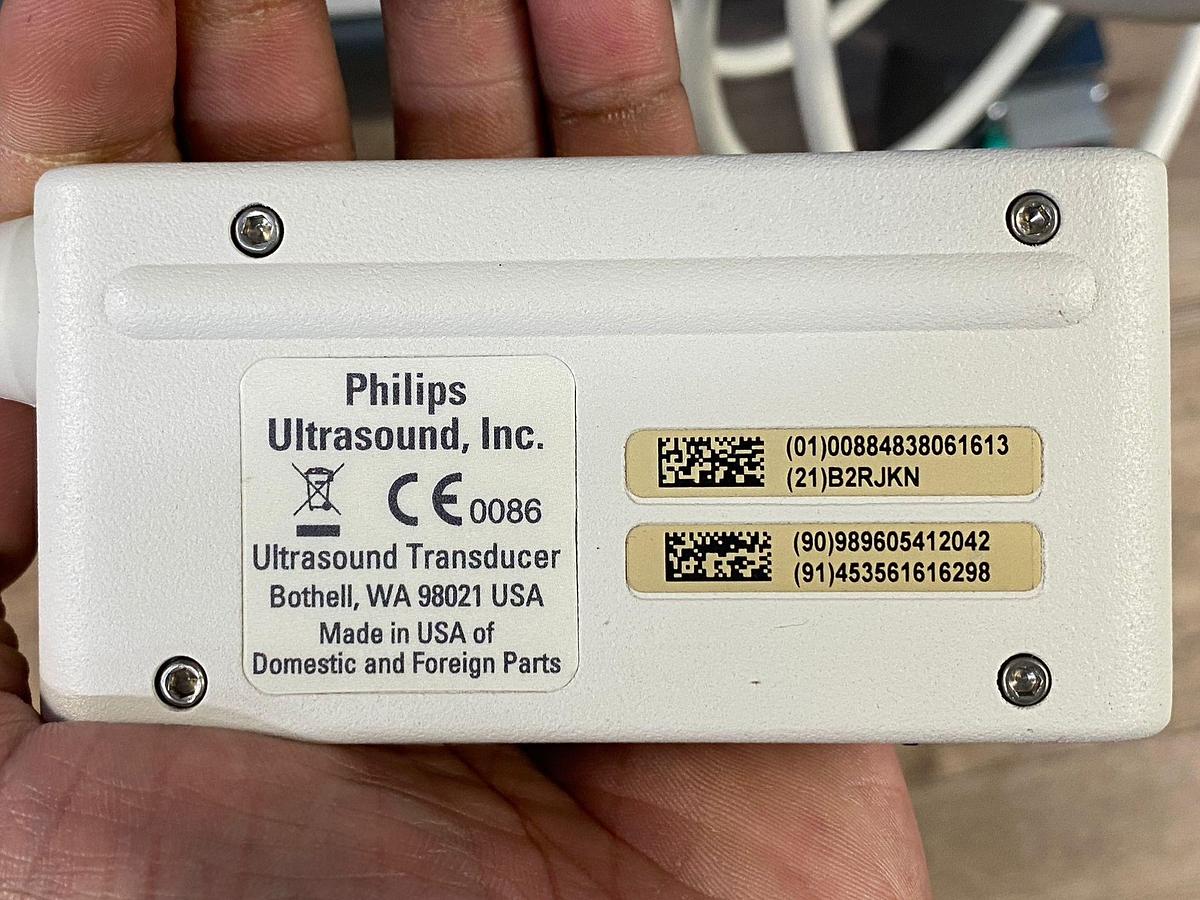 Philips
Ultrasound, Inc.
CE 0086
Ultrasound Transducer
Bothell, WA 98021 USA
Made in USA of
Domestic and Foreign Parts
(01)00884838061613
(21)B2RJKN
(90)989605412042
(91)453561616298